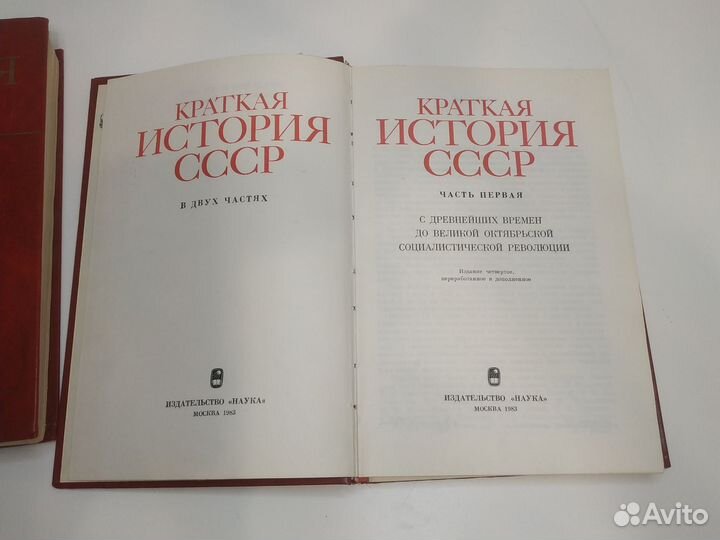 КРАТКАЯ
ИСТОРИЯ
СССР
В ДВУХ ЧАСТЯХ
ИЗДАТЕЛЬСТВО «НАУКА»
МОСКВА 1983
КРАТКАЯ
ИСТОРИЯ
СССР
ЧАСТЬ ПЕРВАЯ
С ДРЕВНЕЙШИХ ВРЕМЕН
ДО ВЕЛИКОЙ ОКТЯБРЬСКОЙ
СОЦИАЛИСТИЧЕСКОЙ РЕВОЛЮЦИИ
Издание четвертое,
переработанное и дополненное
ИЗДАТЕЛЬСТВО «НАУКА»
МОСКВА 1983
Avito